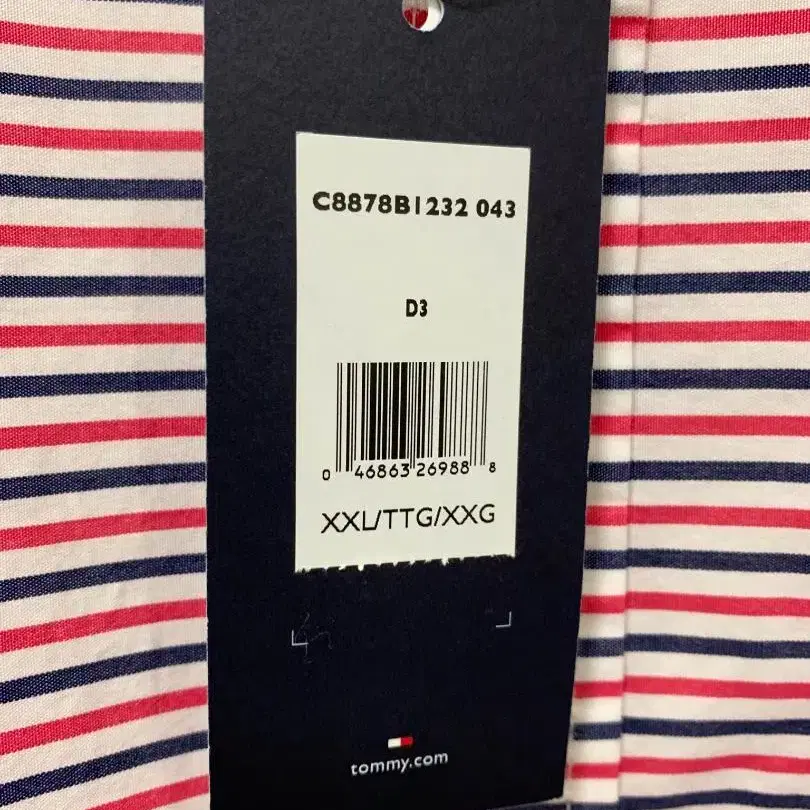 C8878B1232 043
D3
0 46863 26988 8
XXL/TTG/XXG
tommy.com